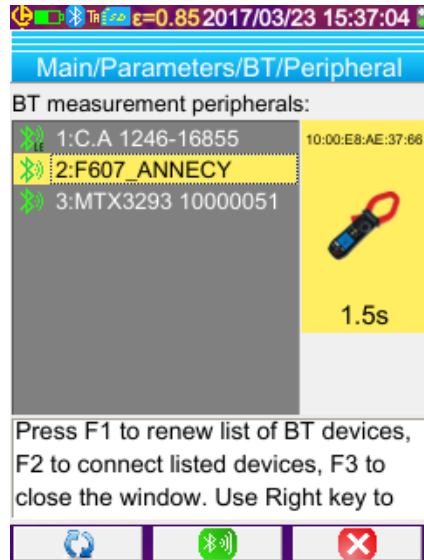 TR ε=0.85 2017/03/23 15:37:04
Main/Parameters/BT/Peripheral
BT measurement peripherals:
LE 1:C.A 1246-16855
10:00:E8:AE:37:66
2:F607_ANNECY
3:MTX3293 10000051
1.5s
Press F1 to renew list of BT devices,
F2 to connect listed devices, F3 to
close the window. Use Right key to